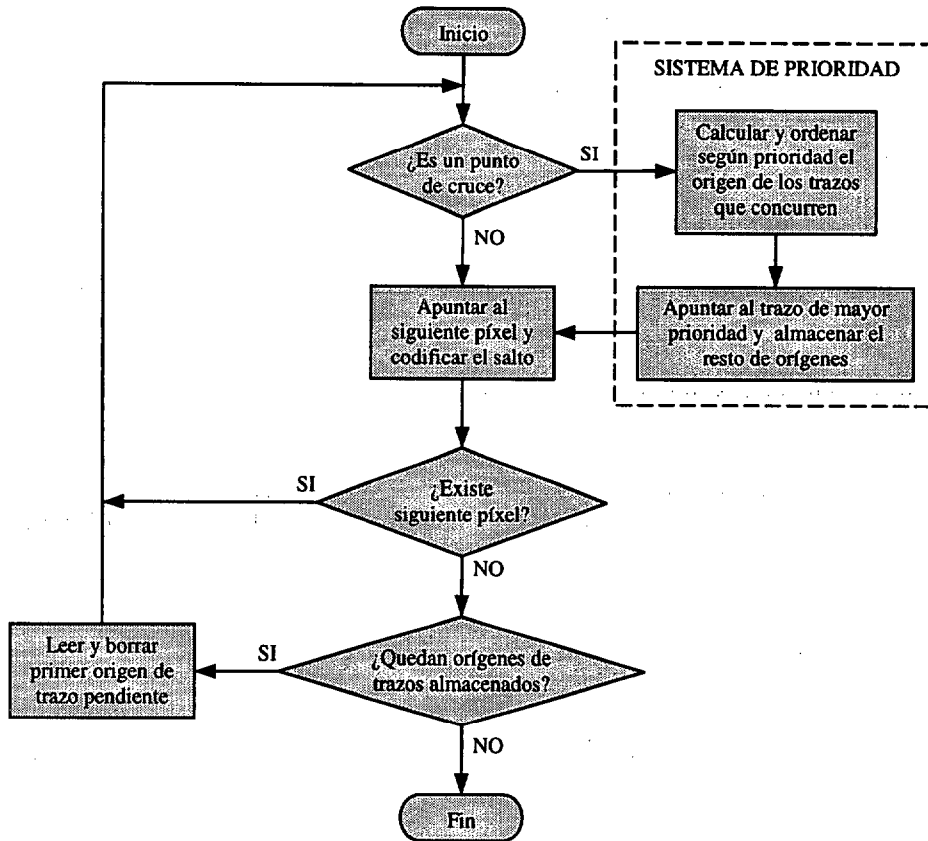 Inicio
SISTEMA DE PRIORIDAD
¿Es un punto
de cruce?
SI
Calcular y ordenar
según prioridad el
origen de los trazos
que concurren
NO
Apuntar al
siguiente píxel y
codificar el salto
Apuntar al trazo de mayor
prioridad y almacenar el
resto de orígenes
¿Existe
siguiente píxel?
SI
NO
Leer y borrar
primer origen de
trazo pendiente
SI
¿Quedan orígenes de
trazos almacenados?
NO
Fin